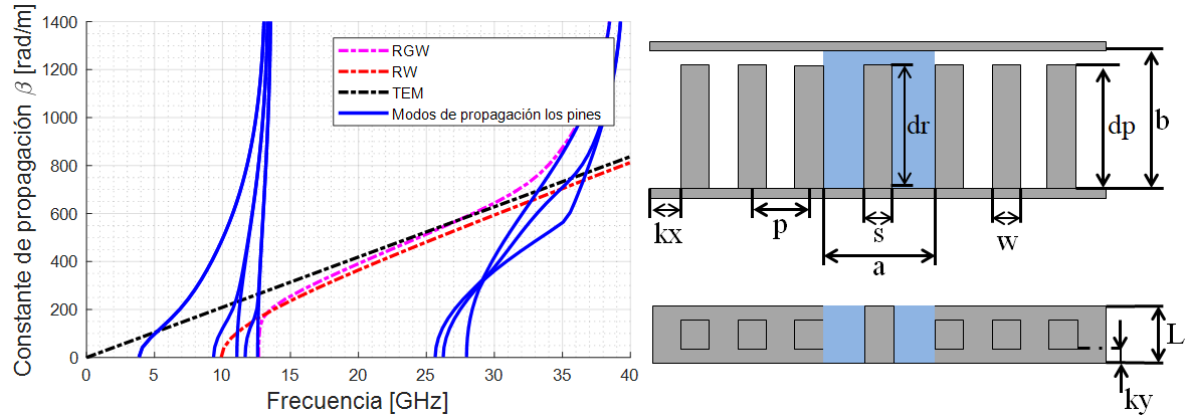 Constante de propagación β [rad/m]
1400
1200
1000
800
600
400
200
0
0 5 10 15 20 25 30 35 40
Frecuencia [GHz]
RGW
RW
TEM
Modos de propagación los pines
dr
dp
b
kx
p
s
w
a
L
ky